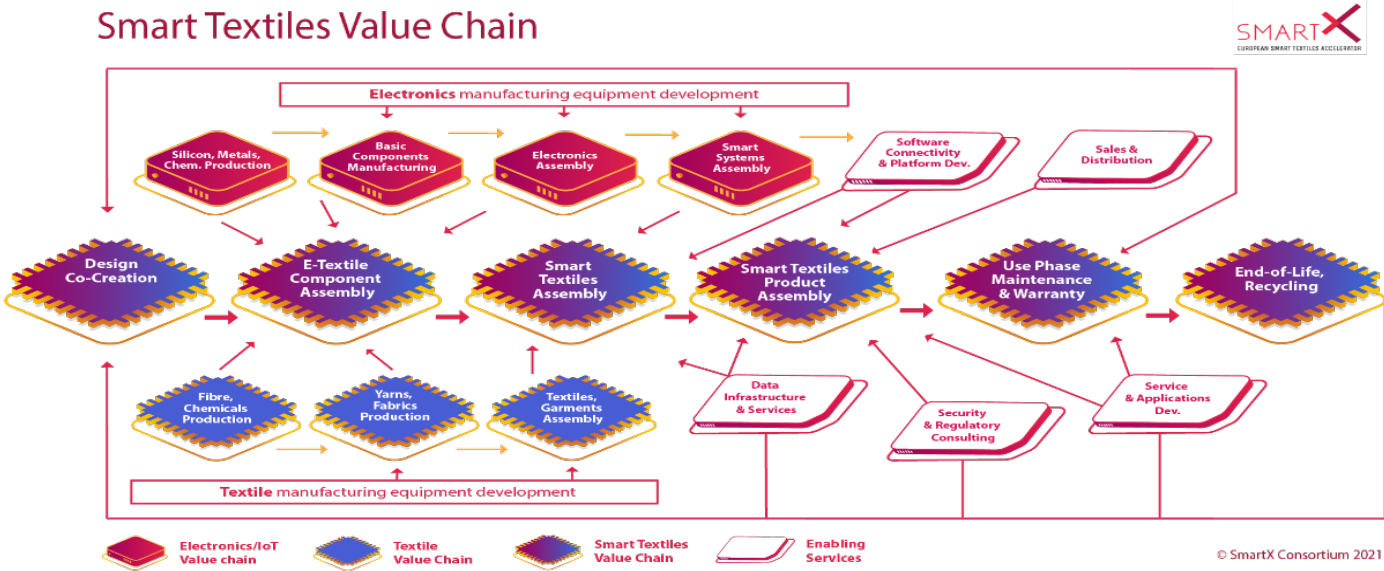 Smart Textiles Value Chain
SMARTX
EUROPEAN SMART TEXTILES ACCELERATOR
Electronics manufacturing equipment development
Silicon, Metals,
Chem. Production
Basic
Components
Manufacturing
Electronics
Assembly
Smart
Systems
Assembly
Software
Connectivity
& Platform Dev.
Sales &
Distribution
Design
Co-Creation
E-Textile
Component
Assembly
Smart
Textiles
Assembly
Smart Textiles
Product
Assembly
Use Phase
Maintenance
& Warranty
End-of-Life,
Recycling
Fibre,
Chemicals
Production
Yarns,
Fabrics
Production
Textiles,
Garments
Assembly
Data
Infrastructure
& Services
Security
& Regulatory
Consulting
Service
& Applications
Dev.
Textile manufacturing equipment development
Electronics/IoT
Value chain
Textile
Value Chain
Smart Textiles
Value Chain
Enabling
Services
© SmartX Consortium 2021